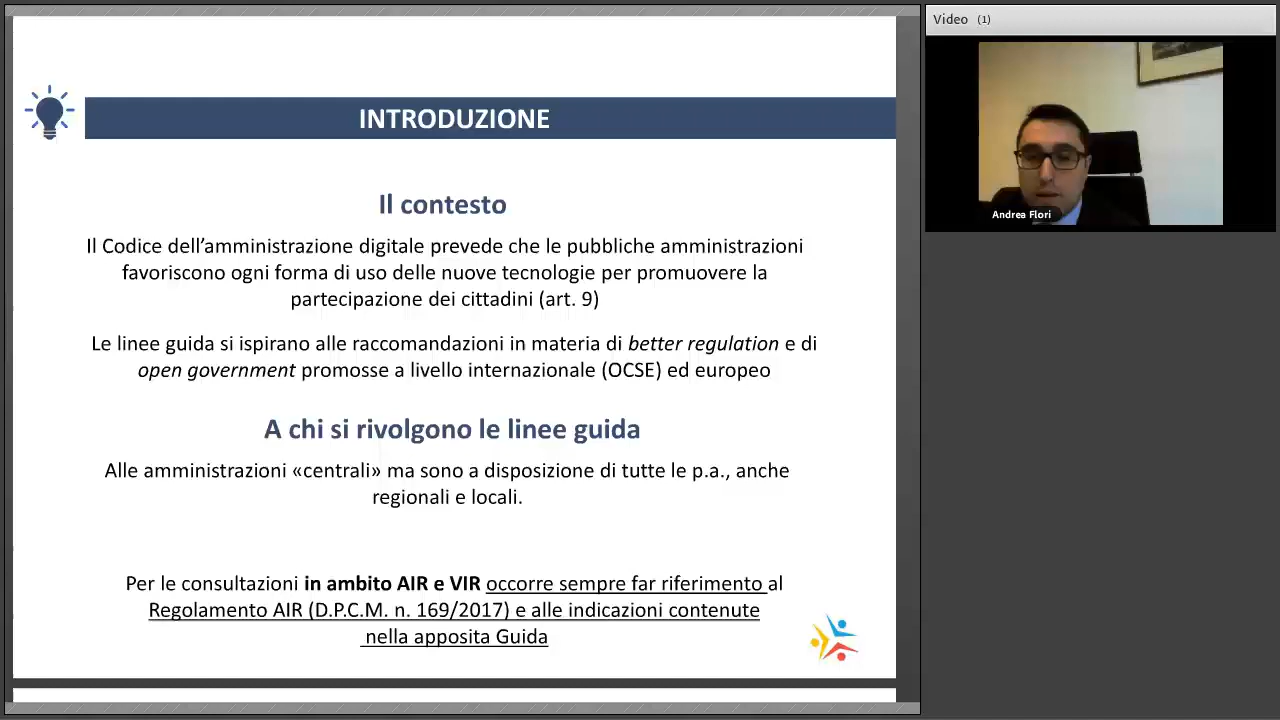 INTRODUZIONE
Il contesto
Il Codice dell’amministrazione digitale prevede che le pubbliche amministrazioni
favoriscono ogni forma di uso delle nuove tecnologie per promuovere la
partecipazione dei cittadini (art. 9)
Le linee guida si ispirano alle raccomandazioni in materia di better regulation e di
open government promosse a livello internazionale (OCSE) ed europeo
A chi si rivolgono le linee guida
Alle amministrazioni «centrali» ma sono a disposizione di tutte le p.a., anche
regionali e locali.
Per le consultazioni in ambito AIR e VIR occorre sempre far riferimento al
Regolamento AIR (D.P.C.M. n. 169/2017) e alle indicazioni contenute
nella apposita Guida
Video (1)
Andrea Flori